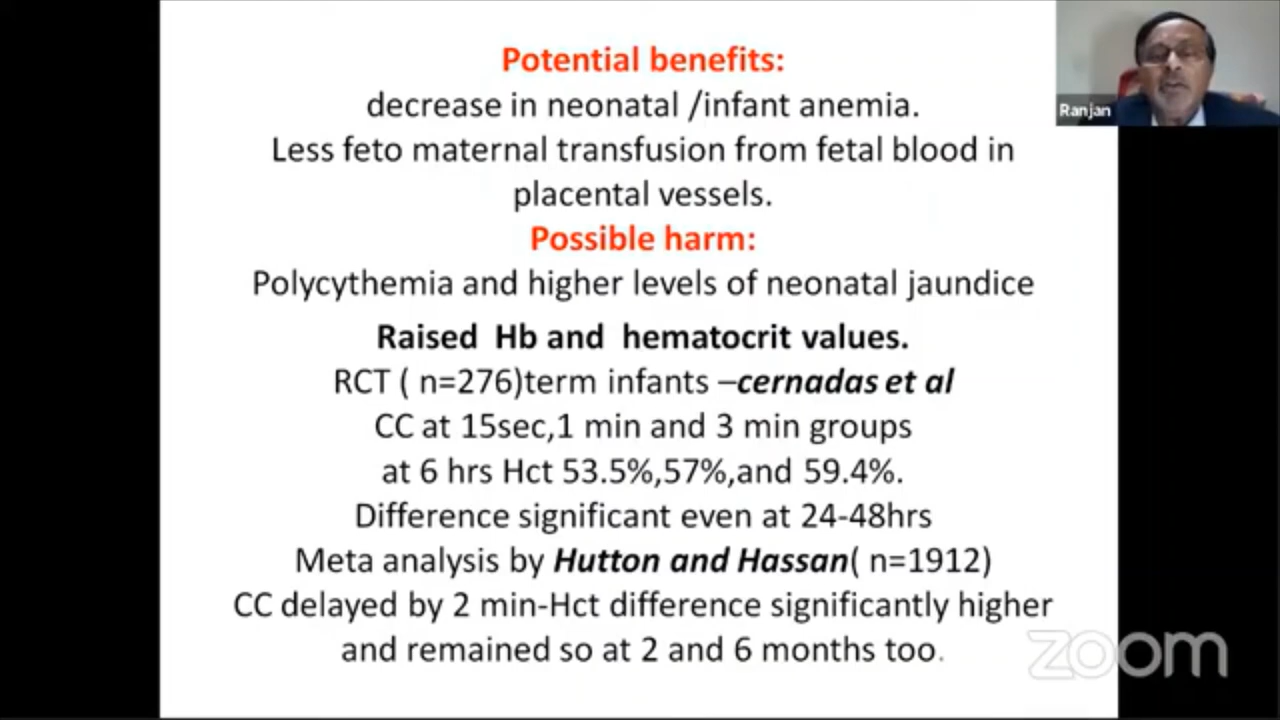 Potential benefits:
decrease in neonatal /infant anemia.
Less feto maternal transfusion from fetal blood in
placental vessels.
Possible harm:
Polycythemia and higher levels of neonatal jaundice
Raised Hb and hematocrit values.
RCT ( n=276)term infants –cernadas et al
CC at 15sec,1 min and 3 min groups
at 6 hrs Hct 53.5%,57%,and 59.4%.
Difference significant even at 24-48hrs
Meta analysis by Hutton and Hassan( n=1912)
CC delayed by 2 min-Hct difference significantly higher
and remained so at 2 and 6 months too.
Ranjan
zoom